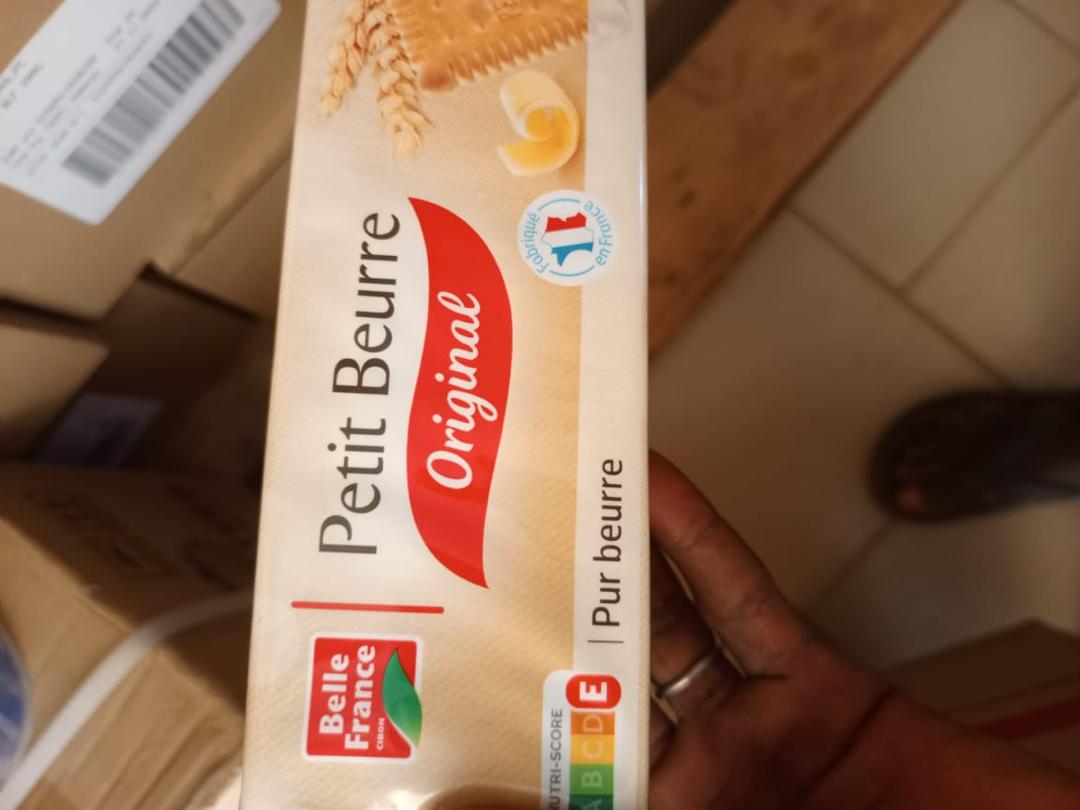 Petit Beurre
Original
Fabriqué
en France
Pur beurre
Belle
France
NUTRI-SCORE
A B C D E